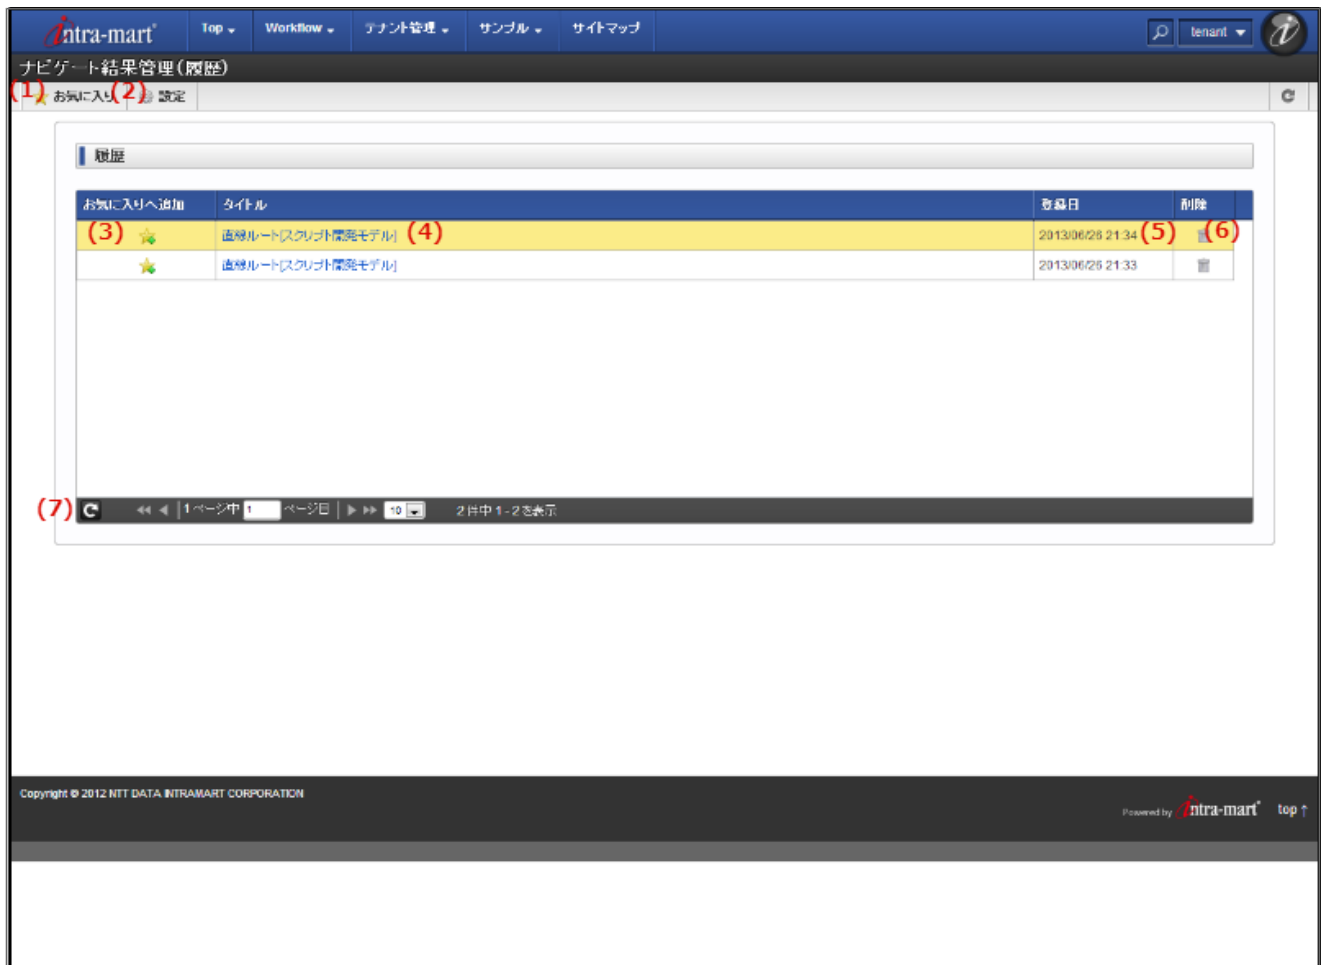 intra-mart Top Workflow テナント管理 サンプル サイトマップ tenant
ナビゲート結果管理(履歴)
(1) お気に入り (2) 設定
履歴
お気に入りへ追加 タイトル 登録日 削除
(3) 直線ルート[スクリプト開発モデル] (4) 2013/06/26 21:34 (5) (6)
直線ルート[スクリプト開発モデル] 2013/06/26 21:33
(7) 1 ページ中 1 ページ目 10 2 件中 1 - 2 を表示
Copyright © 2012 NTT DATA INTRAMART CORPORATION
Powered by intra-mart top ↑